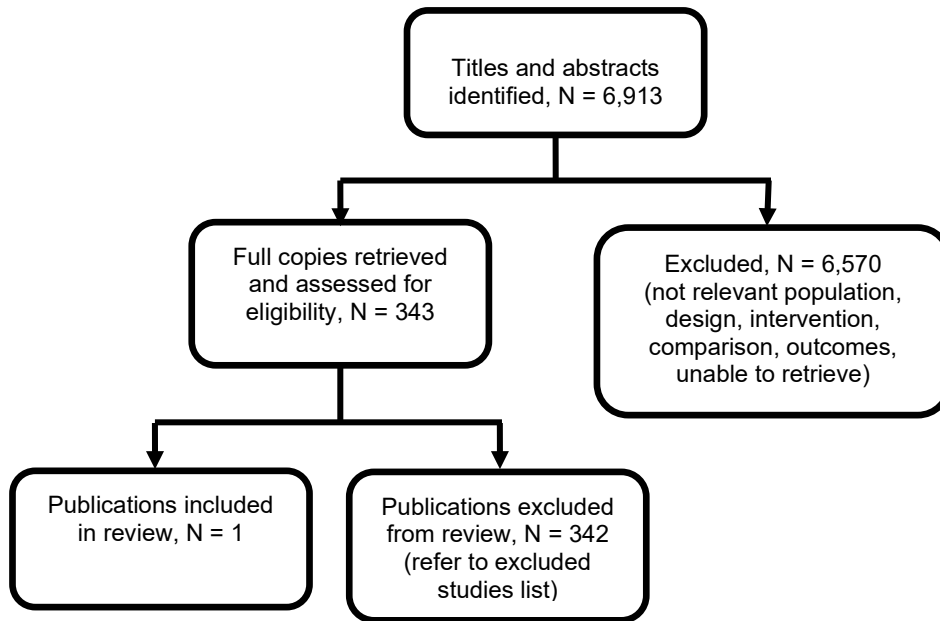 Titles and abstracts
identified, N = 6,913
Full copies retrieved
and assessed for
eligibility, N = 343
Excluded, N = 6,570
(not relevant population,
design, intervention,
comparison, outcomes,
unable to retrieve)
Publications included
in review, N = 1
Publications excluded
from review, N = 342
(refer to excluded
studies list)